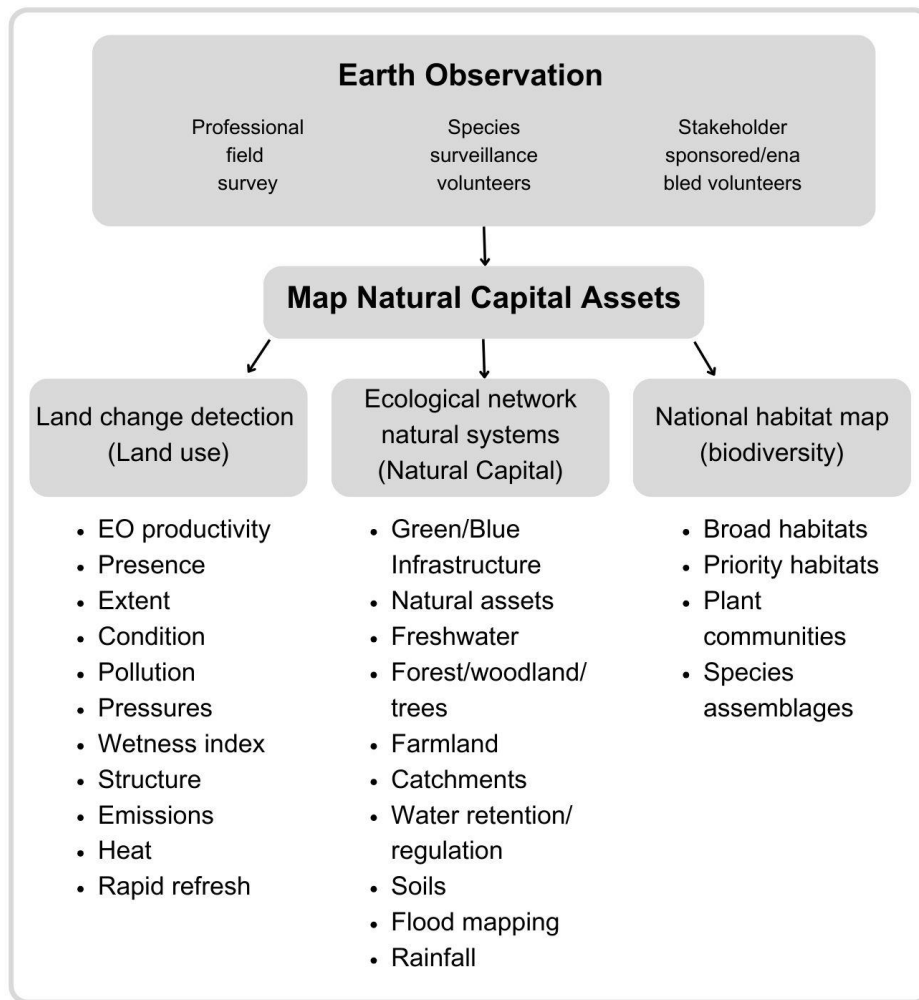 Earth Observation
Professional
field
survey
Species
surveillance
volunteers
Stakeholder
sponsored/ena
bled volunteers
Map Natural Capital Assets
Land change detection
(Land use)
• EO productivity
• Presence
• Extent
• Condition
• Pollution
• Pressures
• Wetness index
• Structure
• Emissions
• Heat
• Rapid refresh
Ecological network
natural systems
(Natural Capital)
• Green/Blue
Infrastructure
• Natural assets
• Freshwater
• Forest/woodland/
trees
• Farmland
• Catchments
• Water retention/
regulation
• Soils
• Flood mapping
• Rainfall
National habitat map
(biodiversity)
• Broad habitats
• Priority habitats
• Plant
communities
• Species
assemblages